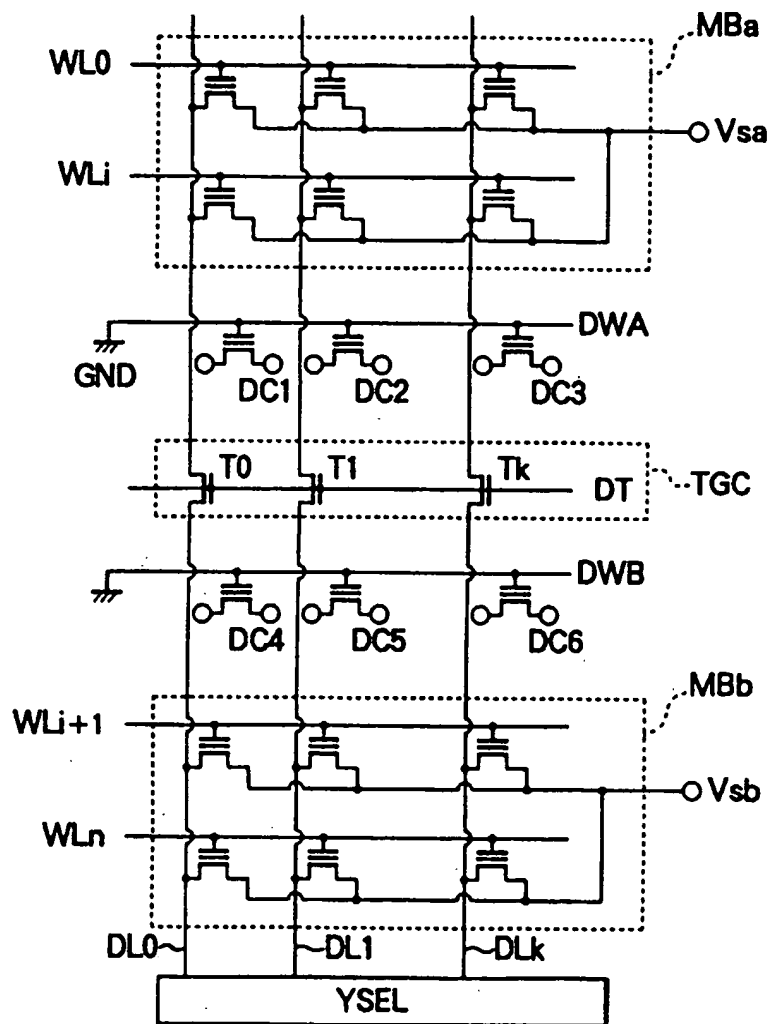 MBa
WL0
Vsa
WLi
DWA
GND
DC1 DC2 DC3
T0 T1 Tk
DT
TGC
DWB
DC4 DC5 DC6
MBb
WLi+1
Vsb
WLn
DL0 DL1 DLk
YSEL